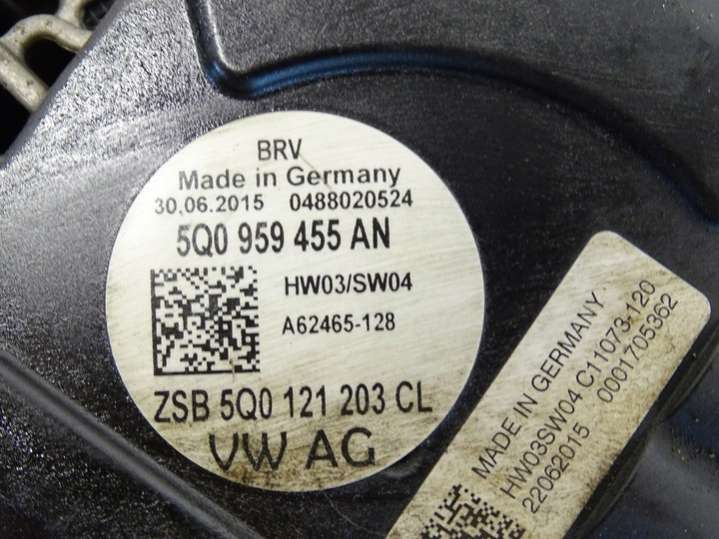 BRV
Made in Germany
30.06.2015 0488020524
5Q0 959 455 AN
HW03/SW04
A62465-128
ZSB 5Q0 121 203 CL
VW AG
MADE IN GERMANY
HW03SW04 C11073-120
22062015 0001705362